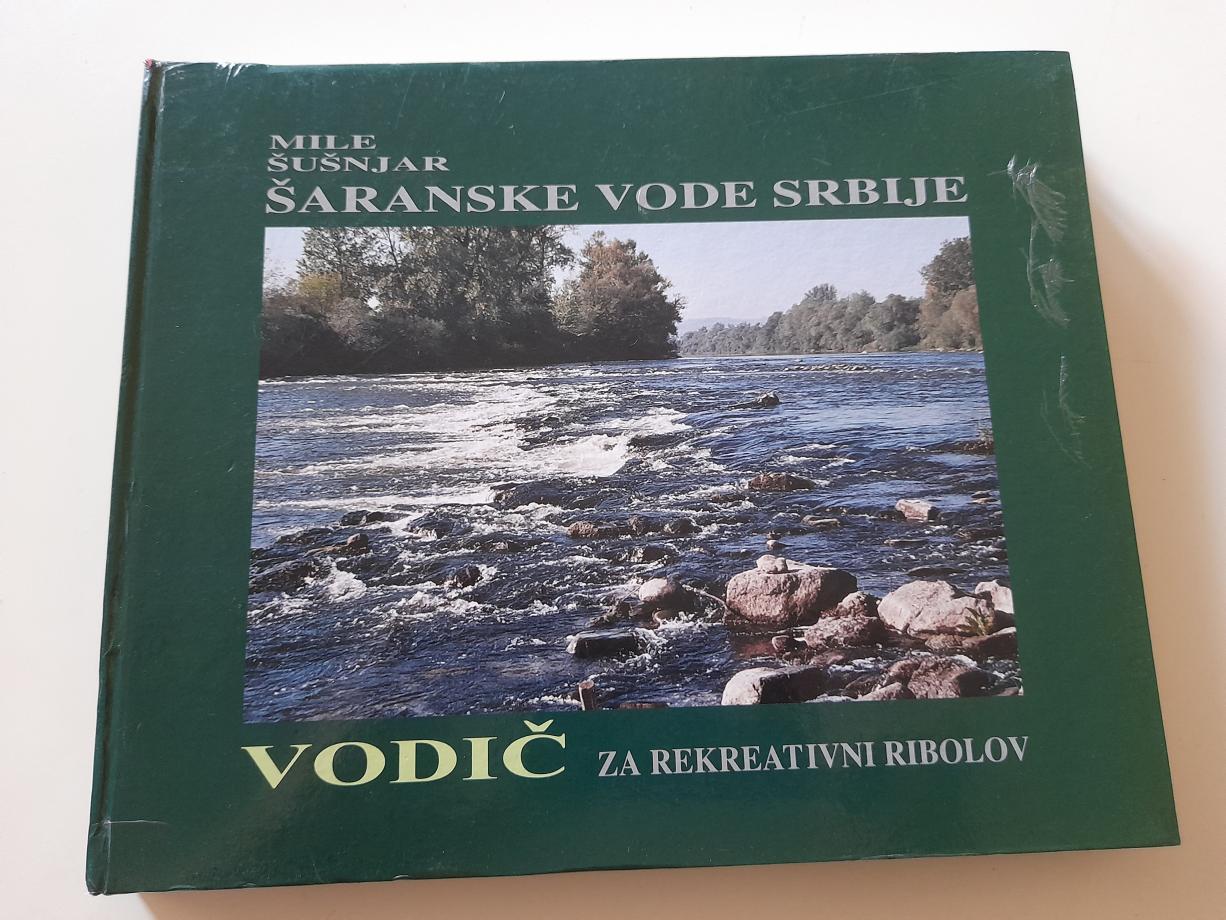 MILE
ŠUŠNJAR
ŠARANSKE VODE SRBIJE
VODIČ ZA REKREATIVNI RIBOLOV